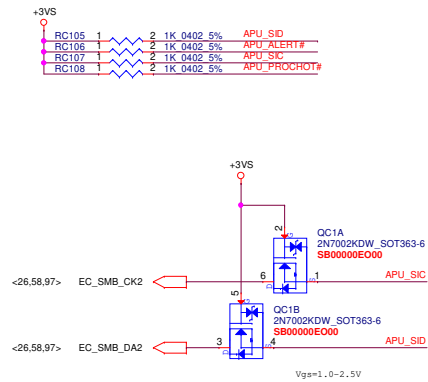 +3VS
RC105 1 2 1K_0402_5% APU_SID
RC106 1 2 1K_0402_5% APU_ALERT#
RC107 1 2 1K_0402_5% APU_SIC
RC108 1 2 1K_0402_5% APU_PROCHOT#
+3VS
2 G
QC1A
2N7002KDW_SOT363-6
SB00000EO00
<26,58,97> EC_SMB_CK2 6 D S 1 APU_SIC
5 G
QC1B
2N7002KDW_SOT363-6
SB00000EO00
<26,58,97> EC_SMB_DA2 3 D S 4 APU_SID
Vgs=1.0-2.5V